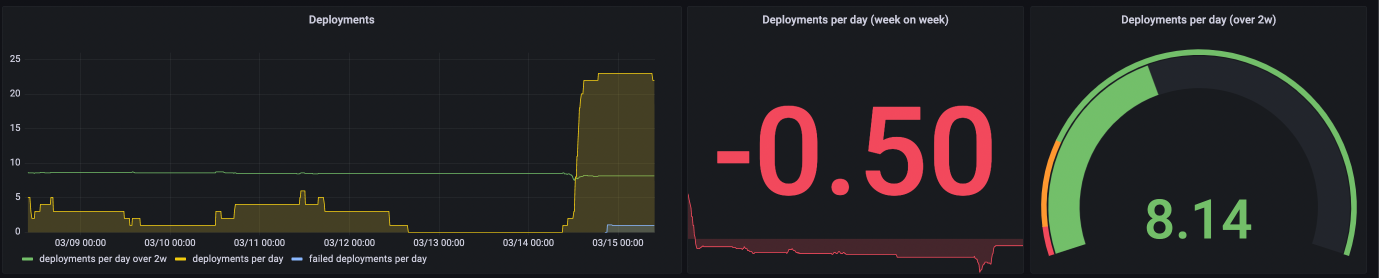 Deployments
25
20
15
10
5
0
03/09 00:00 03/10 00:00 03/11 00:00 03/12 00:00 03/13 00:00 03/14 00:00 03/15 00:00
deployments per day over 2w deployments per day failed deployments per day
Deployments per day (week on week)
-0.50
Deployments per day (over 2w)
8.14